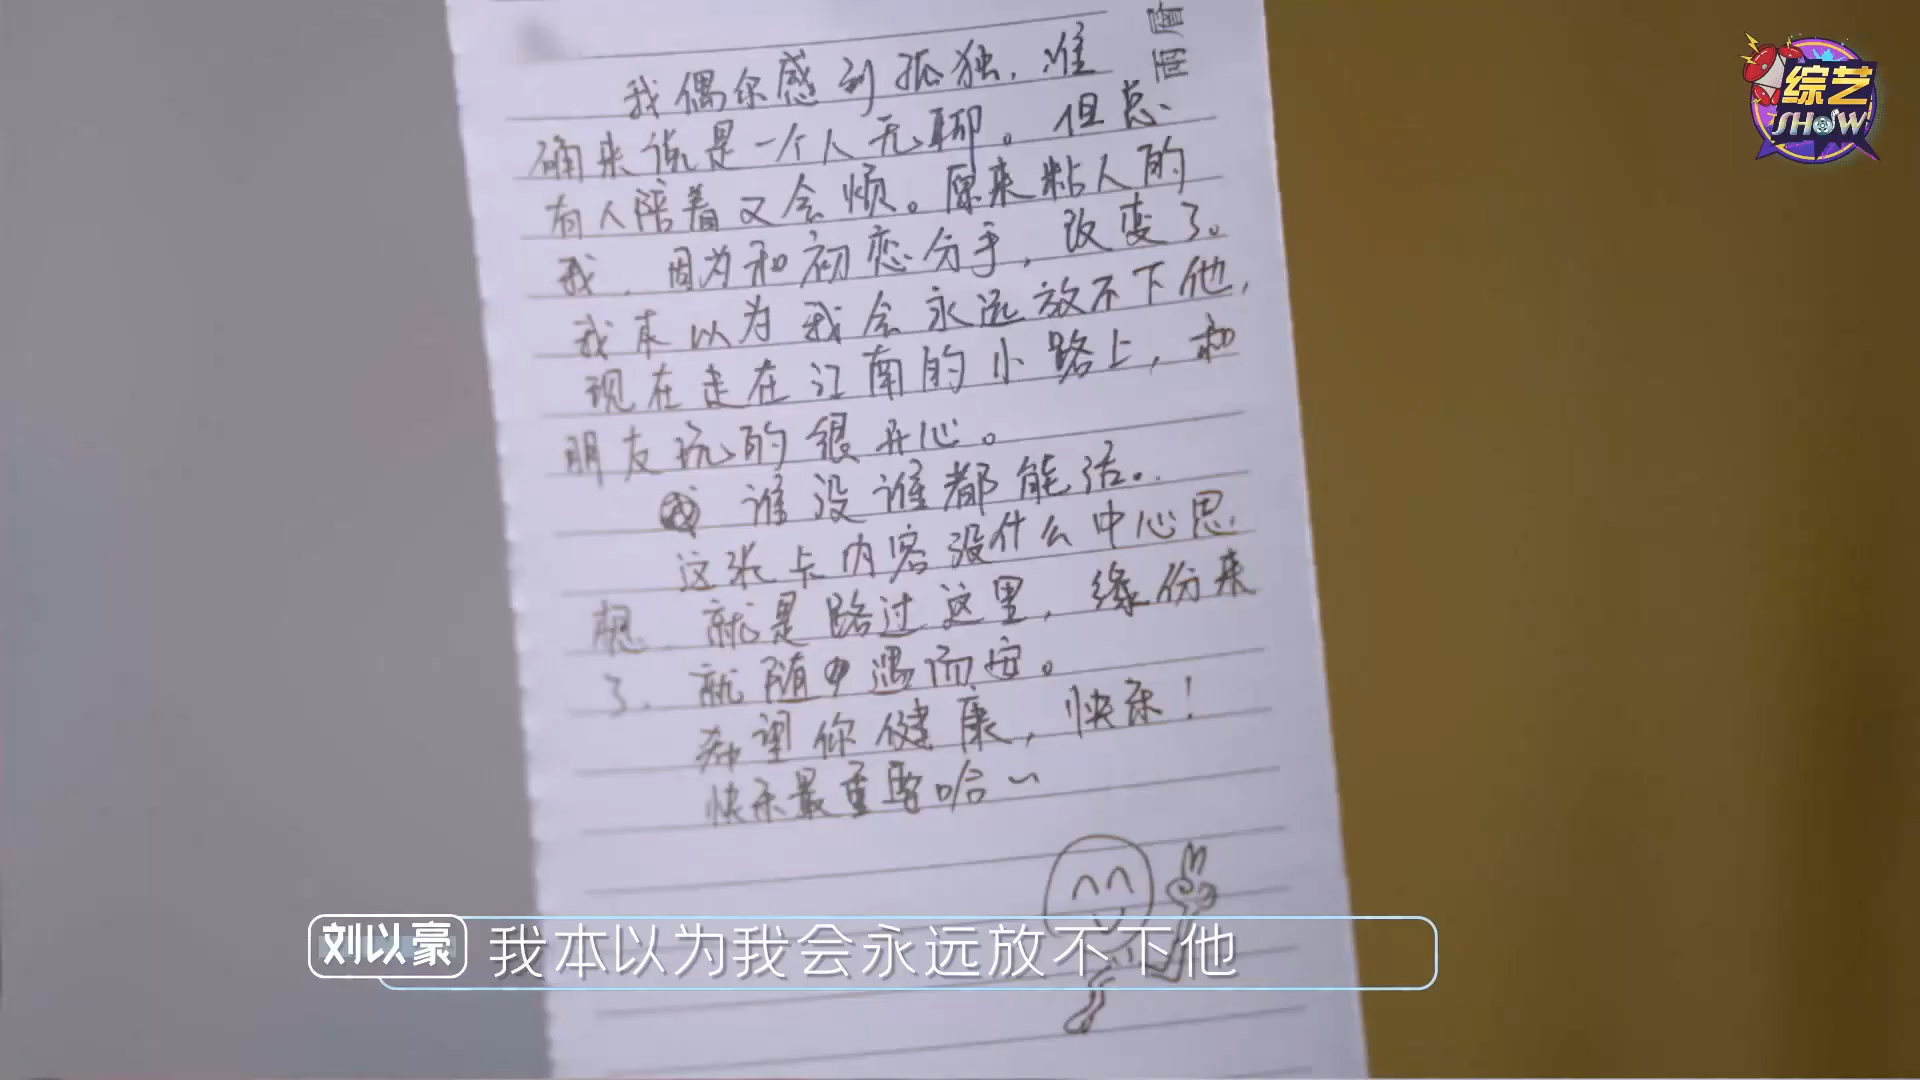 我偶尔感到孤独,准
确来说是一个人无聊。但总
有人陪着又会烦。原来粘人的
我,因为和初恋分手,改变了。
我本以为我会永远放不下他,
现在走在江南的小路上,和
朋友玩的很开心。
谁没谁都能活。
这张卡内容没什么中心思
想,就是路过这里,缘份来
了,就随遇而安。
希望你健康,快乐!
快乐最重要哈~
综艺
SHOW
刘以豪 我本以为我会永远放不下他